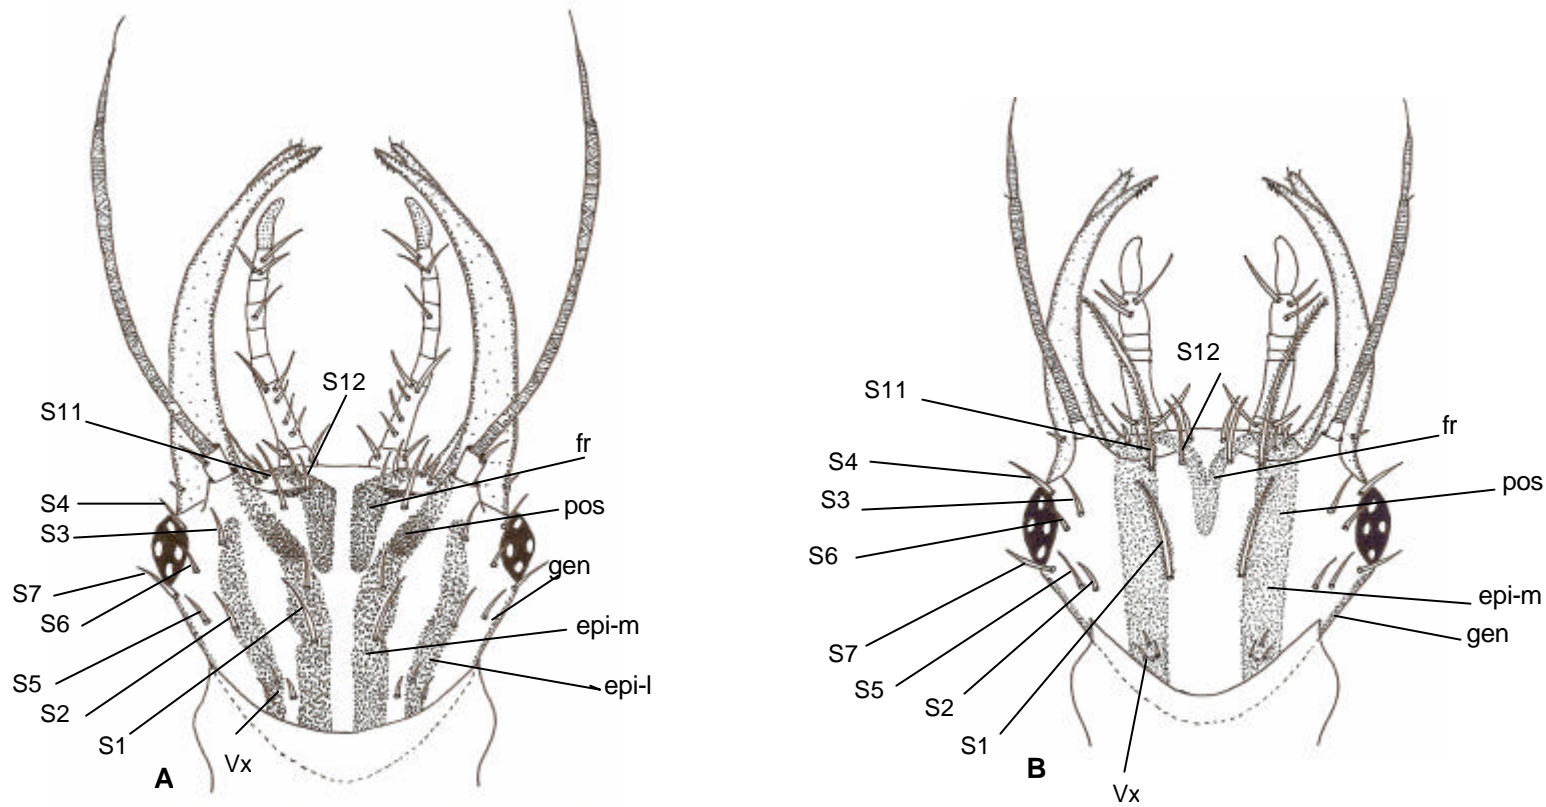 S12
S11
fr
S4
pos
S3
gen
S7
S6
epi-m
S5
epi-l
S2
S1
Vx
A
S12
S11
fr
S4
pos
S3
S6
epi-m
gen
S7
S5
S2
S1
B
Vx